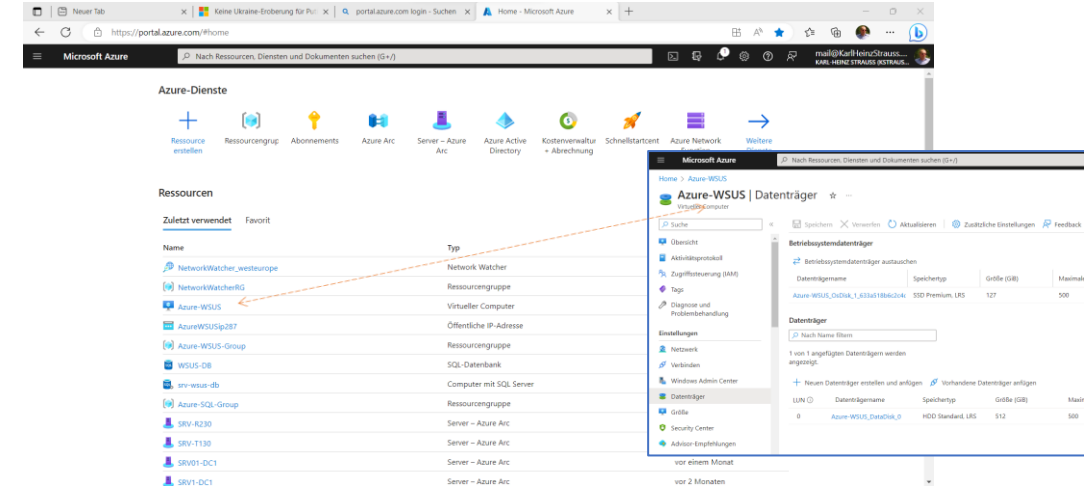 Neuer Tab
Keine Ukraine-Eroberung für Put
portal.azure.com login - Suchen
Home - Microsoft Azure
https://portal.azure.com/#home
Microsoft Azure
Nach Ressourcen, Diensten und Dokumenten suchen (G+/)
mail@KarlHeinzStrauss....
KARL-HEINZ STRAUSS (KSTRAUS...
Azure-Dienste
Ressource erstellen
Ressourcengrup
Abonnements
Azure Arc
Server – Azure Arc
Azure Active Directory
Kostenverwaltur + Abrechnung
Schnellstartcent
Azure Network
Weitere
Ressourcen
Zuletzt verwendet Favorit
Name Typ
NetworkWatcher_westeurope Network Watcher
NetworkWatcherRG Ressourcengruppe
Azure-WSUS Virtueller Computer
AzureWSUSip287 Öffentliche IP-Adresse
Azure-WSUS-Group Ressourcengruppe
WSUS-DB SQL-Datenbank
srv-wsus-db Computer mit SQL Server
Azure-SQL-Group Ressourcengruppe
SRV-R230 Server – Azure Arc
SRV-T130 Server – Azure Arc
SRV01-DC1 Server – Azure Arc vor einem Monat
SRV1-DC1 Server – Azure Arc vor 2 Monaten
Microsoft Azure
Nach Ressourcen, Diensten und Dokumenten suchen (G+/)
Home > Azure-WSUS
Azure-WSUS | Datenträger
Virtueller Computer
Suche
Übersicht
Aktivitätsprotokoll
Zugriffssteuerung (IAM)
Tags
Diagnose und
Problembehandlung
Einstellungen
Netzwerk
Verbinden
Windows Admin Center
Datenträger
Größe
Security Center
Advisor-Empfehlungen
Speichern Verwerfen Aktualisieren Zusätzliche Einstellungen Feedback
Betriebssystemdatenträger
Betriebssystemdatenträger austauschen
Datenträgername Speichertyp Größe (GiB)
SSD Premium, LRS 127 500
Datenträger
Nach Name filtern
1 von 1 angefügten Datenträgern werden
angezeigt.
Neuen Datenträger erstellen und anfügen Vorhandene Datenträger anfügen
LUN Datenträgername Speichertyp Größe (GiB)
0 Azure-WSUS_DataDisk_0 HDD Standard, LRS 512 500